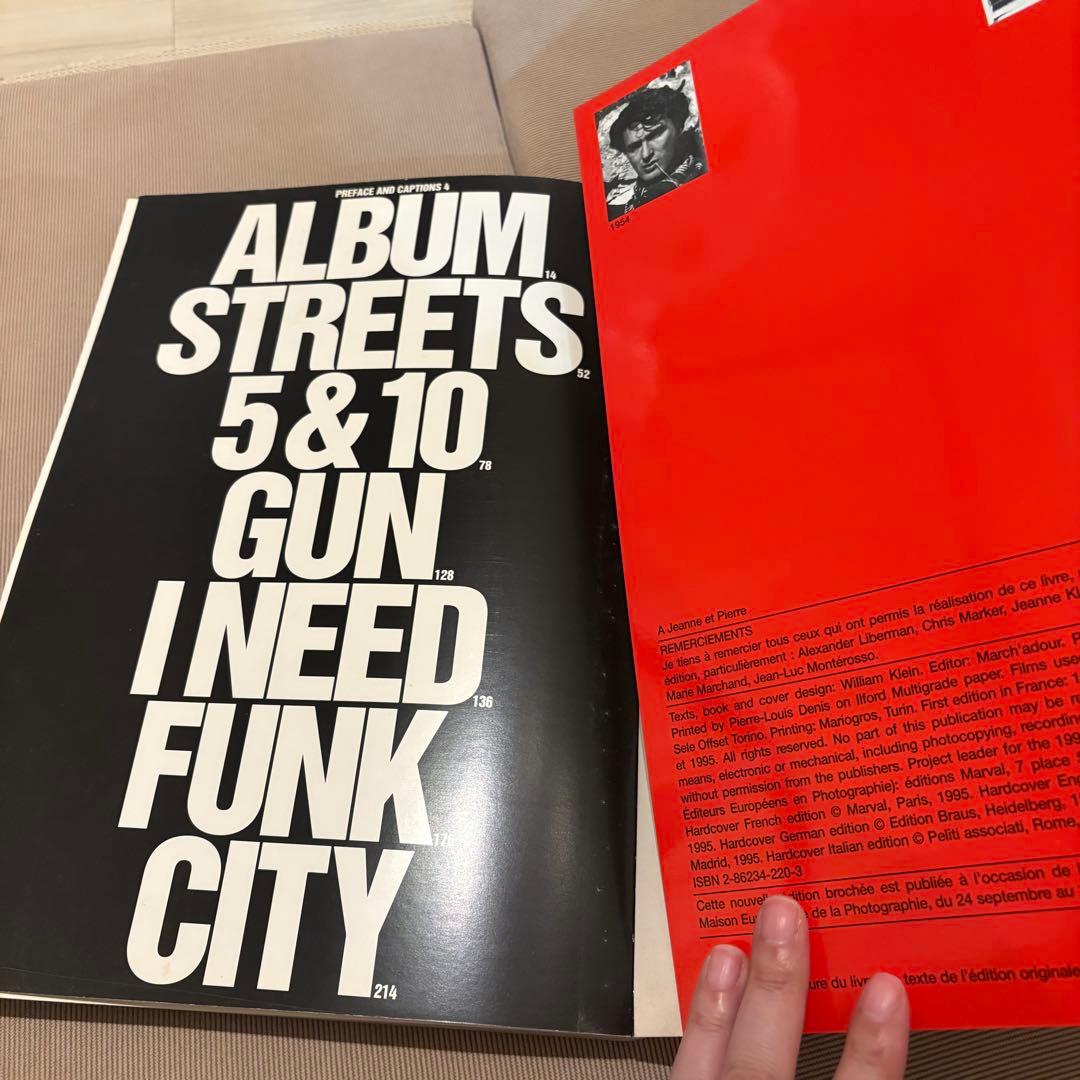 PREFACE AND CAPTIONS 4
ALBUM 14
STREETS 52
5 & 10 78
GUN 128
I NEED 136
FUNK
CITY 214
1954
A Jeanne et Pierre
REMERCIEMENTS
Je tiens à remercier tous ceux qui ont permis la réalisation de ce livre,
édition, particulièrement : Alexander Liberman, Chris Marker, Jeanne
Marie Marchand, Jean-Luc Monterosso.
Texts, book and cover design: William Klein. Editor: March'adour.
Printed by Pierre-Louis Denis on Ilford Multigrade paper. Films
Sele Offset Torino. Printing: Mariogros, Turin. First edition in France:
et 1995. All rights reserved. No part of this publication may be
means, electronic or mechanical, including photocopying,
without permission from the publishers. Project leader for the
Editeurs Européens en Photographie): éditions Marval, 7 place
Hardcover French edition © Marval, Paris, 1995. Hardcover
1995. Hardcover German edition © Edition Braus, Heidelberg,
Madrid, 1995. Hardcover Italian edition © Peliti associati, Rome,
ISBN 2-86234-220-3
Cette nouvelle édition brochée est publiée à l'occasion de
Maison de la Photographie, du 24 septembre au
du texte de l'édition originale